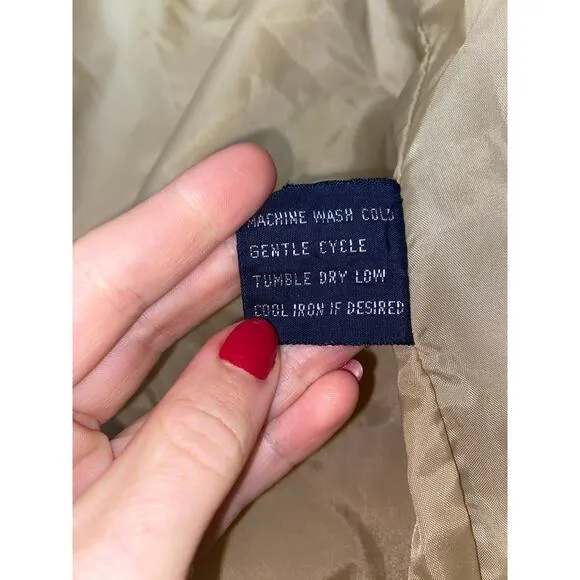 MACHINE WASH COLD
GENTLE CYCLE
TUMBLE DRY LOW
COOL IRON IF DESIRED